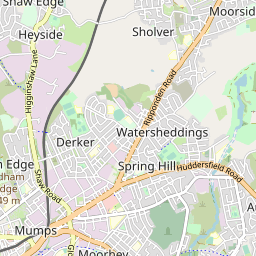 Shaw Edge
Moorside
Heyside
Sholver
Higginshaw Lane
Ripponden Road
Derker
Watersheddings
Spring Hill
Huddersfield Road
Edge
Shaw Road
Mumps
Moorhey